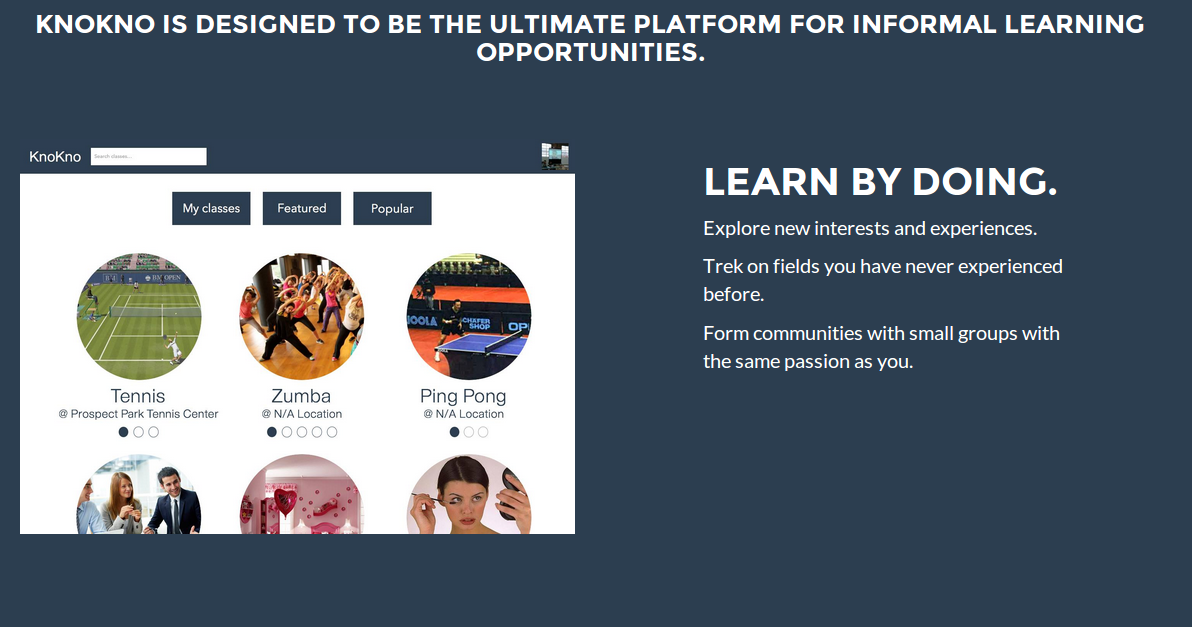 KNOKNO IS DESIGNED TO BE THE ULTIMATE PLATFORM FOR INFORMAL LEARNING
OPPORTUNITIES.
KnoKno
Search classes...
My classes
Featured
Popular
Tennis
@ Prospect Park Tennis Center
Zumba
@ N/A Location
Ping Pong
@ N/A Location
LEARN BY DOING.
Explore new interests and experiences.
Trek on fields you have never experienced
before.
Form communities with small groups with
the same passion as you.